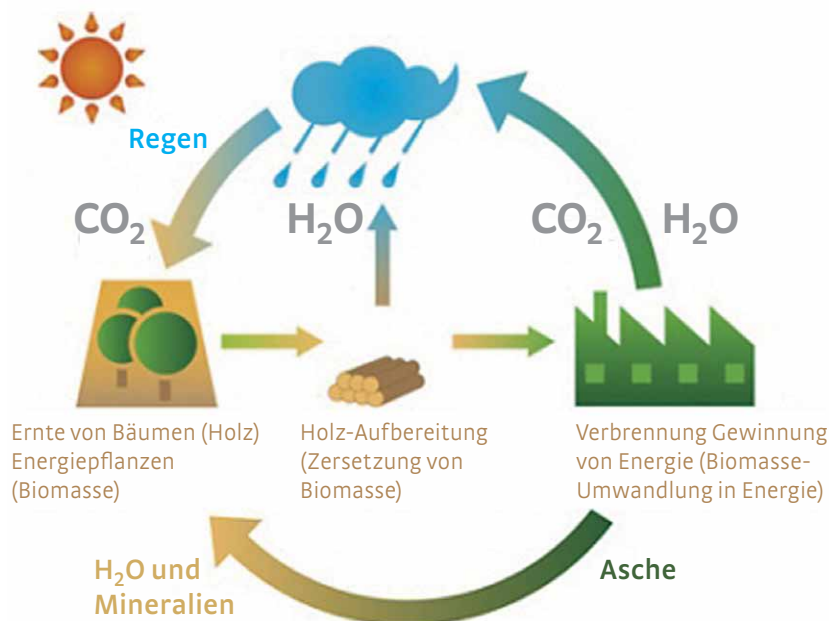 Regen
CO₂
H₂O
CO₂
H₂O
Ernte von Bäumen (Holz)
Energiepflanzen
(Biomasse)
Holz-Aufbereitung
(Zersetzung von
Biomasse)
Verbrennung Gewinnung
von Energie (Biomasse-
Umwandlung in Energie)
H₂O und
Mineralien
Asche